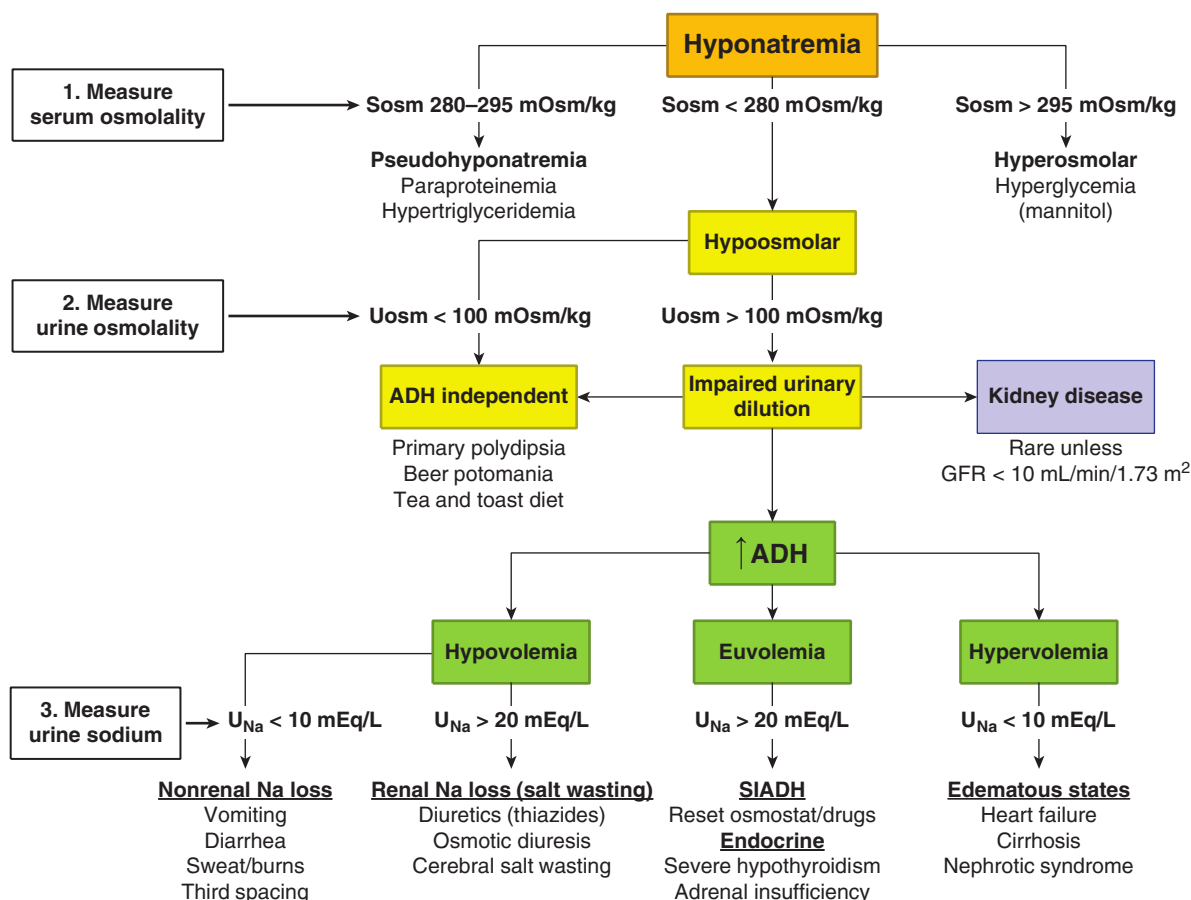 Hyponatremia
1. Measure
serum osmolality
Sosm 280–295 mOsm/kg
Sosm < 280 mOsm/kg
Sosm > 295 mOsm/kg
Pseudohyponatremia
Paraproteinemia
Hypertriglyceridemia
Hyperosmolar
Hyperglycemia
(mannitol)
Hypoosmolar
2. Measure
urine osmolality
Uosm < 100 mOsm/kg
Uosm > 100 mOsm/kg
ADH independent
Impaired urinary
dilution
Kidney disease
Primary polydipsia
Beer potomania
Tea and toast diet
Rare unless
GFR < 10 mL/min/1.73 m²
↑ADH
Hypovolemia
Euvolemia
Hypervolemia
3. Measure
urine sodium
UNa < 10 mEq/L
UNa > 20 mEq/L
UNa > 20 mEq/L
UNa < 10 mEq/L
Nonrenal Na loss
Vomiting
Diarrhea
Sweat/burns
Third spacing
Renal Na loss (salt wasting)
Diuretics (thiazides)
Osmotic diuresis
Cerebral salt wasting
SIADH
Reset osmostat/drugs
Endocrine
Severe hypothyroidism
Adrenal insufficiency
Edematous states
Heart failure
Cirrhosis
Nephrotic syndrome